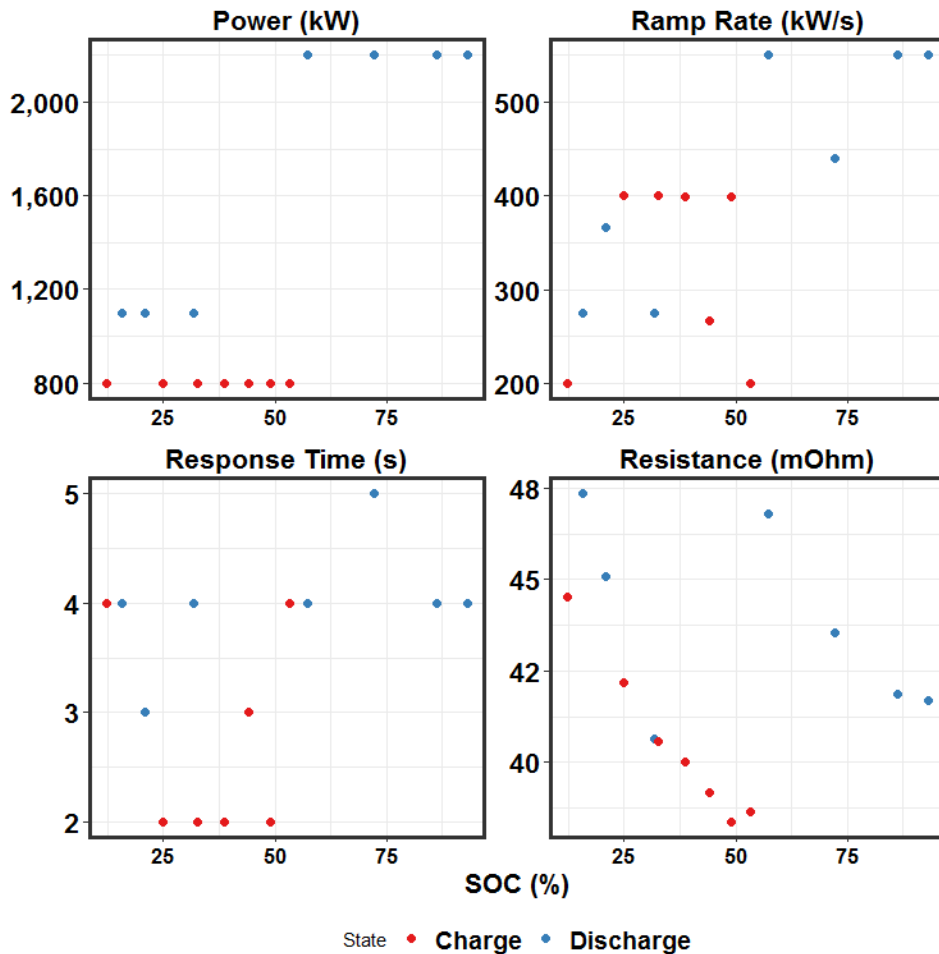 Power (kW)
Ramp Rate (kW/s)
2,000
1,600
1,200
800
25 50 75
500
400
300
200
25 50 75
Response Time (s)
Resistance (mOhm)
5
4
3
2
25 50 75
48
45
42
40
25 50 75
SOC (%)
State Charge Discharge